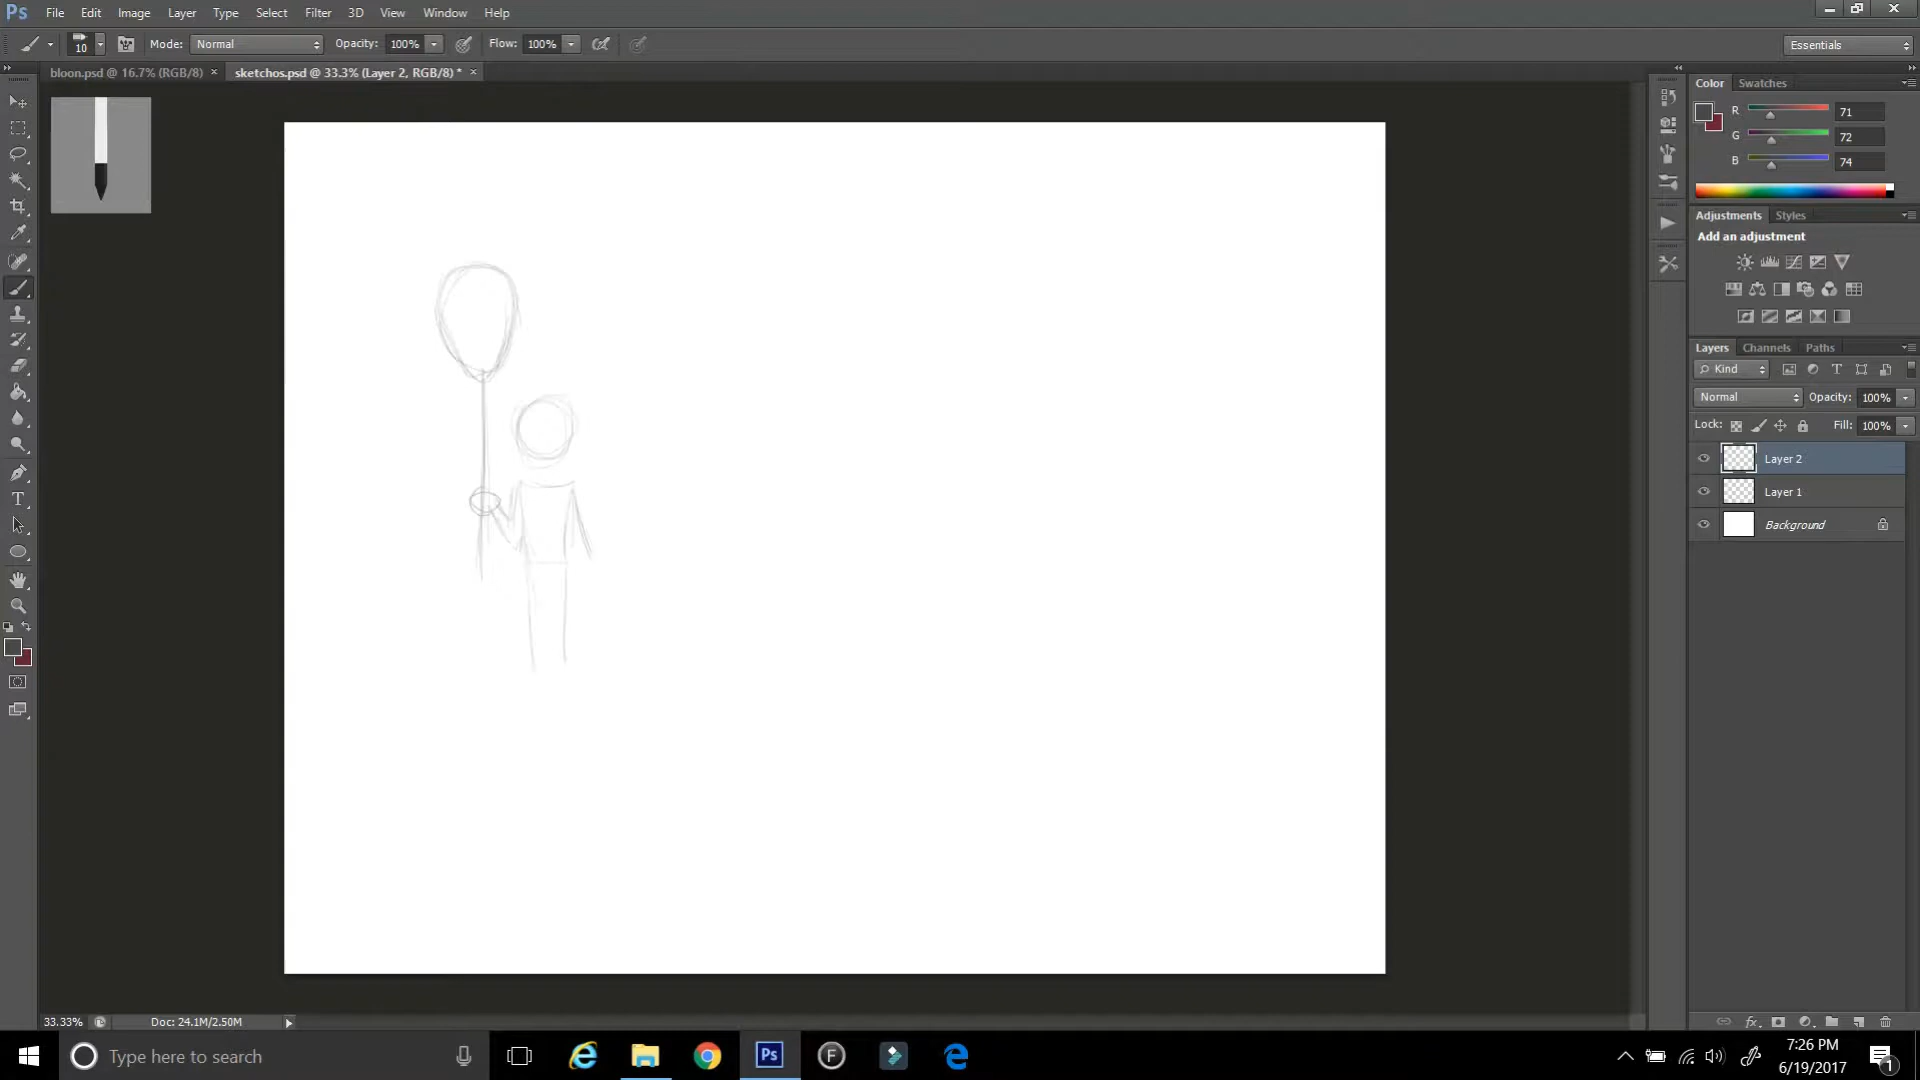 Ps File Edit Image Layer Type Select Filter 3D View Window Help
10 Mode: Normal Opacity: 100% Flow: 100% Essentials
bloon.psd @ 16.7% (RGB/8) × sketchos.psd @ 33.3% (Layer 2, RGB/8) * ×
Color Swatches
R 71
G 72
B 74
Adjustments Styles
Add an adjustment
Layers Channels Paths
Kind
Normal Opacity: 100%
Lock: Fill: 100%
Layer 2
Layer 1
Background
33.33% Doc: 24.1M/2.50M
Type here to search
Ps
F
7:26 PM
6/19/2017
1